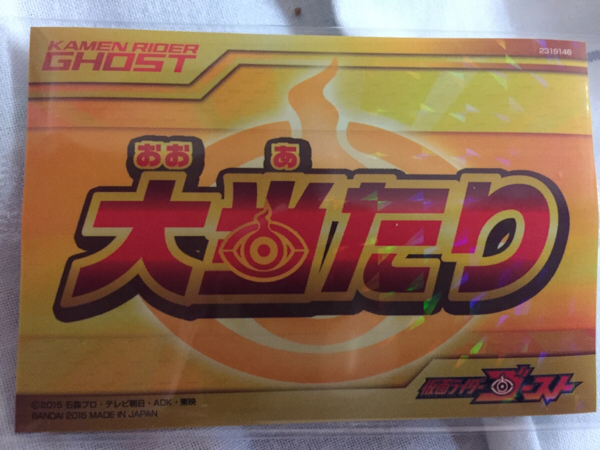 KAMEN RIDER
GHOST
2319146
おお あ
大当たり
仮面ライダーゴースト
©2015 石森プロ・テレビ朝日・ADK・東映
BANDAI 2015 MADE IN JAPAN